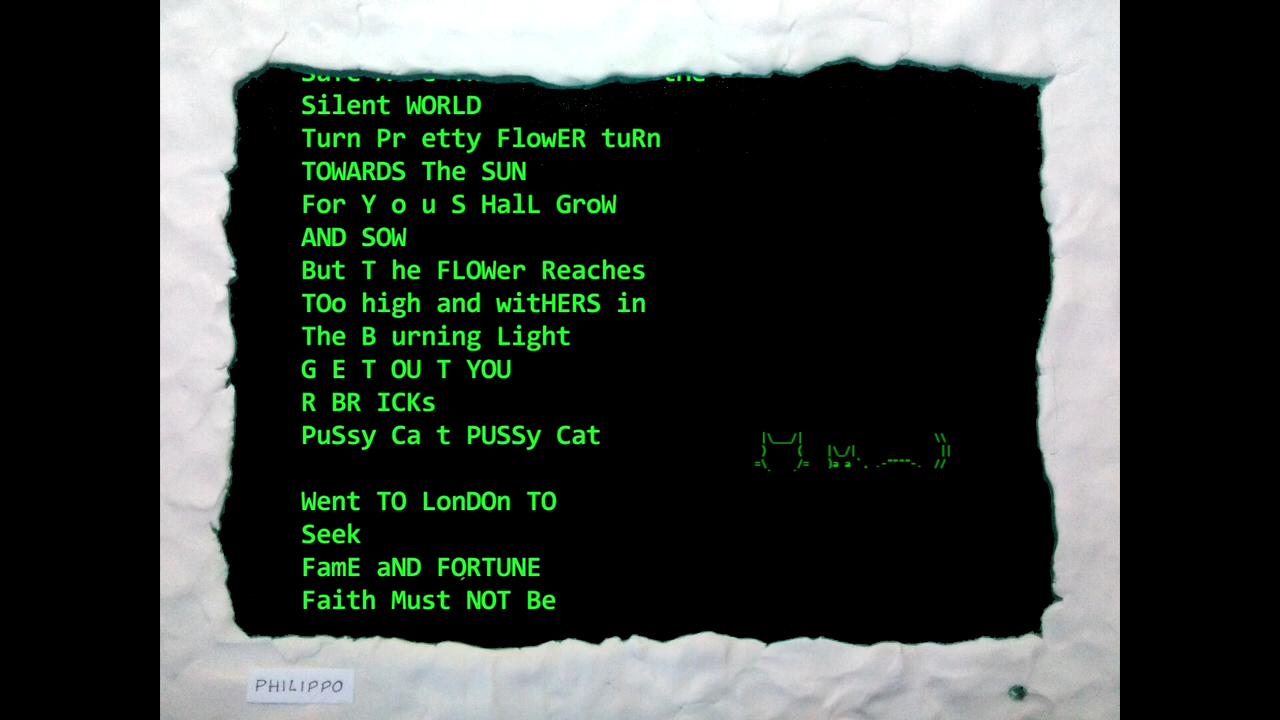 the
Silent WORLD
Turn Pr etty FlowER tuRn
TOWARDS The SUN
For Y o u S HalL GroW
AND SOW
But T he FLOWer Reaches
TOo high and witHERS in
The B urning Light
G E T OU T YOU
R BR ICKs
PuSsy Ca t PUSSy Cat
Went TO LonDOn TO
Seek
FamE aND FORTUNE
Faith Must NOT Be
PHILIPPO